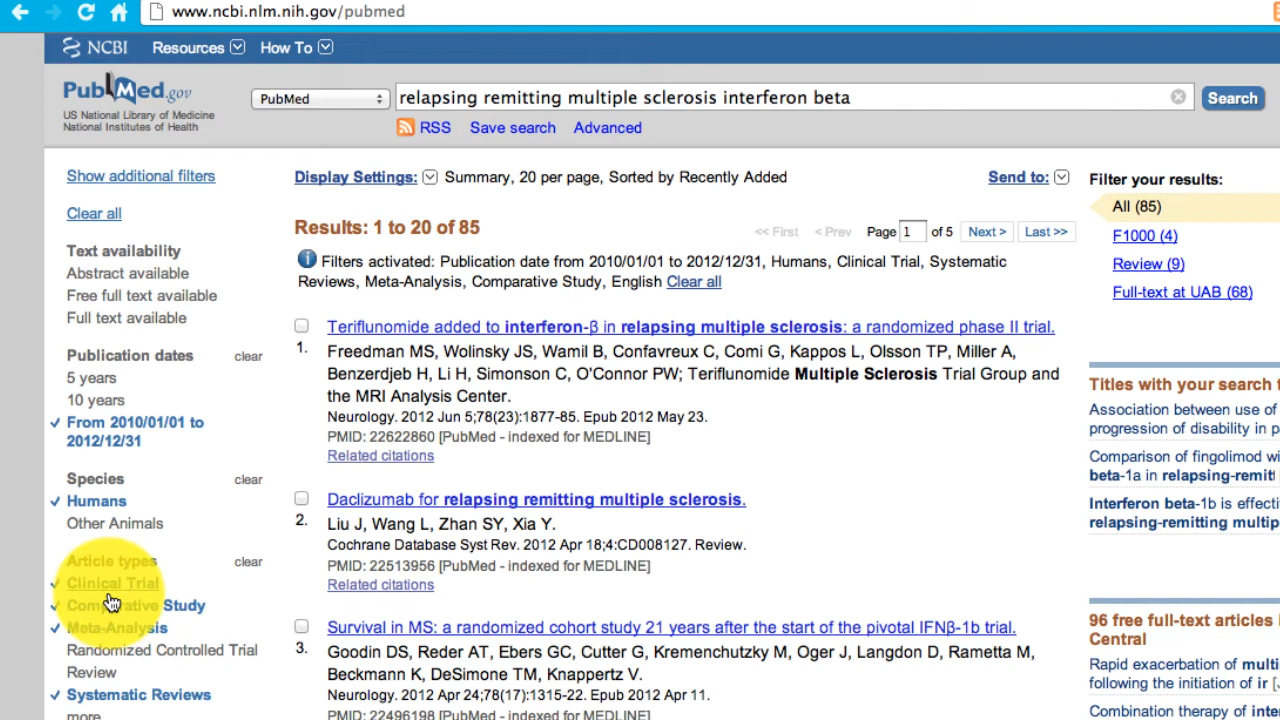 www.ncbi.nlm.nih.gov/pubmed
NCBI Resources How To
PubMed.gov
US National Library of Medicine
National Institutes of Health
PubMed
relapsing remitting multiple sclerosis interferon beta
Search
RSS Save search Advanced
Show additional filters
Clear all
Text availability
Abstract available
Free full text available
Full text available
Publication dates clear
5 years
10 years
From 2010/01/01 to
2012/12/31
Species clear
Humans
Other Animals
Article types clear
Clinical Trial
Comparative Study
Meta-Analysis
Randomized Controlled Trial
Review
Systematic Reviews
more
Display Settings: Summary, 20 per page, Sorted by Recently Added Send to:
Results: 1 to 20 of 85
<< First < Prev Page 1 of 5 Next > Last >>
Filters activated: Publication date from 2010/01/01 to 2012/12/31, Humans, Clinical Trial, Systematic
Reviews, Meta-Analysis, Comparative Study, English Clear all
Teriflunomide added to interferon-β in relapsing multiple sclerosis: a randomized phase II trial.
1. Freedman MS, Wolinsky JS, Wamil B, Confavreux C, Comi G, Kappos L, Olsson TP, Miller A,
Benzerdjeb H, Li H, Simonson C, O'Connor PW; Teriflunomide Multiple Sclerosis Trial Group and
the MRI Analysis Center.
Neurology. 2012 Jun 5;78(23):1877-85. Epub 2012 May 23.
PMID: 22622860 [PubMed - indexed for MEDLINE]
Related citations
Daclizumab for relapsing remitting multiple sclerosis.
2. Liu J, Wang L, Zhan SY, Xia Y.
Cochrane Database Syst Rev. 2012 Apr 18;4:CD008127. Review.
PMID: 22513956 [PubMed - indexed for MEDLINE]
Related citations
Survival in MS: a randomized cohort study 21 years after the start of the pivotal IFNβ-1b trial.
3. Goodin DS, Reder AT, Ebers GC, Cutter G, Kremenchutzky M, Oger J, Langdon D, Rametta M,
Beckmann K, DeSimone TM, Knappertz V.
Neurology. 2012 Apr 24;78(17):1315-22. Epub 2012 Apr 11.
PMID: 22496198 [PubMed - indexed for MEDLINE]
Filter your results:
All (85)
F1000 (4)
Review (9)
Full-text at UAB (68)
Titles with your search
Association between use of
progression of disability in
Comparison of fingolimod
beta-1a in
Interferon beta-1b is
relapsing-remitting
96 free full-text articles
Central
Rapid exacerbation of
following the initiation of
Combination therapy of